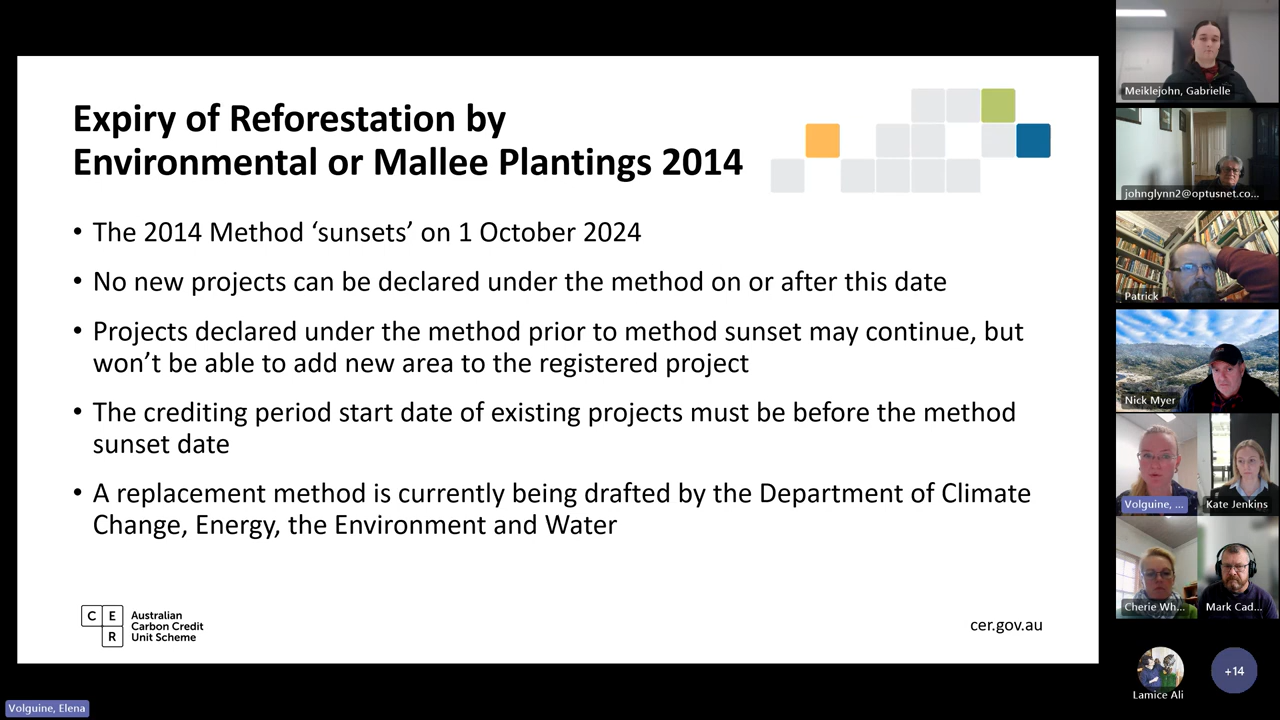 Expiry of Reforestation by
Environmental or Mallee Plantings 2014
• The 2014 Method ‘sunsets’ on 1 October 2024
• No new projects can be declared under the method on or after this date
• Projects declared under the method prior to method sunset may continue, but
won’t be able to add new area to the registered project
• The crediting period start date of existing projects must be before the method
sunset date
• A replacement method is currently being drafted by the Department of Climate
Change, Energy, the Environment and Water
C E
R
Australian
Carbon Credit
Unit Scheme
cer.gov.au
Volguine, Elena
Meiklejohn, Gabrielle
johnglynn2@optusnet.co...
Patrick
Nick Myer
Volguine, ...
Kate Jenkins
Cherie Wh...
Mark Cad...
Lamice Ali
+14